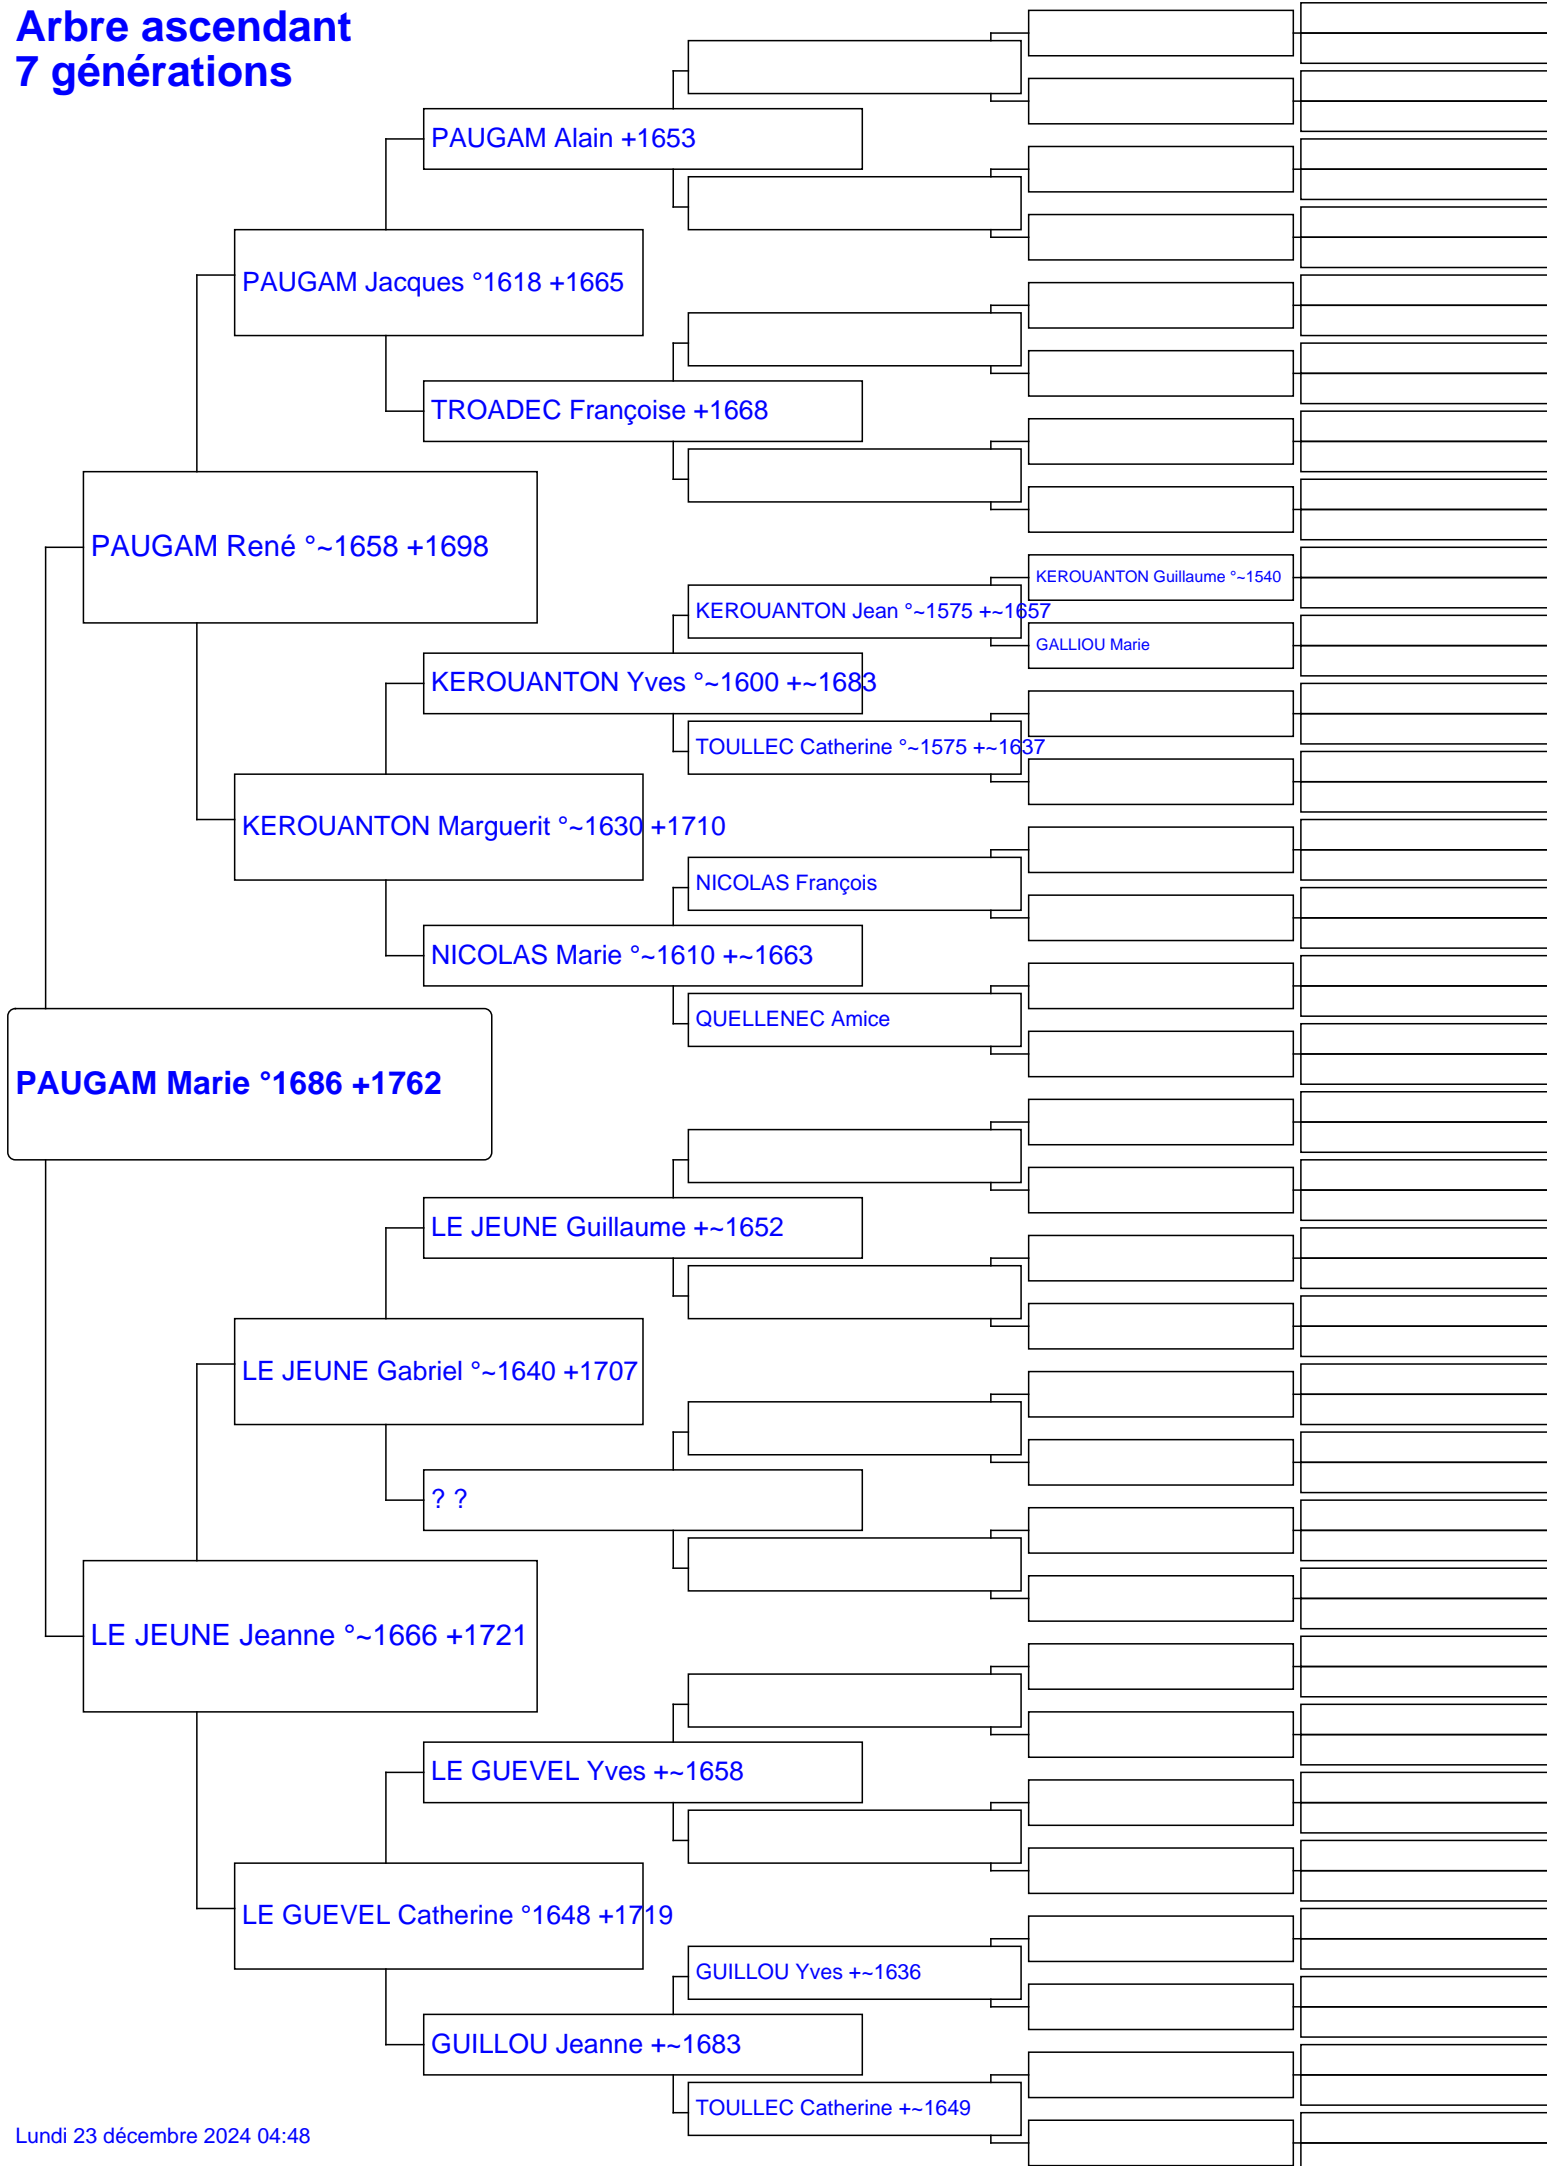 Arbre ascendant
7 générations
PAUGAM Alain +1653
PAUGAM Jacques °1618 +1665
TROADEC Françoise +1668
PAUGAM René °~1658 +1698
KEROUANTON Guillaume °~1540
KEROUANTON Jean °~1575 +~1657
GALLIOU Marie
KEROUANTON Yves °~1600 +~1683
TOULLEC Catherine °~1575 +~1637
KEROUANTON Marguerit °~1630 +1710
NICOLAS François
NICOLAS Marie °~1610 +~1663
QUELLENEC Amice
PAUGAM Marie °1686 +1762
LE JEUNE Guillaume +~1652
LE JEUNE Gabriel °~1640 +1707
? ?
LE JEUNE Jeanne °~1666 +1721
LE GUEVEL Yves +~1658
LE GUEVEL Catherine °1648 +1719
GUILLOU Yves +~1636
GUILLOU Jeanne +~1683
TOULLEC Catherine +~1649
Lundi 23 décembre 2024 04:48